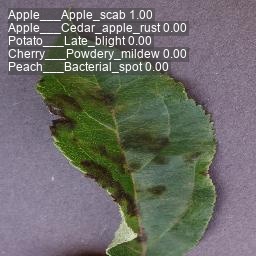 Apple___Apple_scab 1.00
Apple___Cedar_apple_rust 0.00
Potato___Late_blight 0.00
Cherry___Powdery_mildew 0.00
Peach___Bacterial_spot 0.00